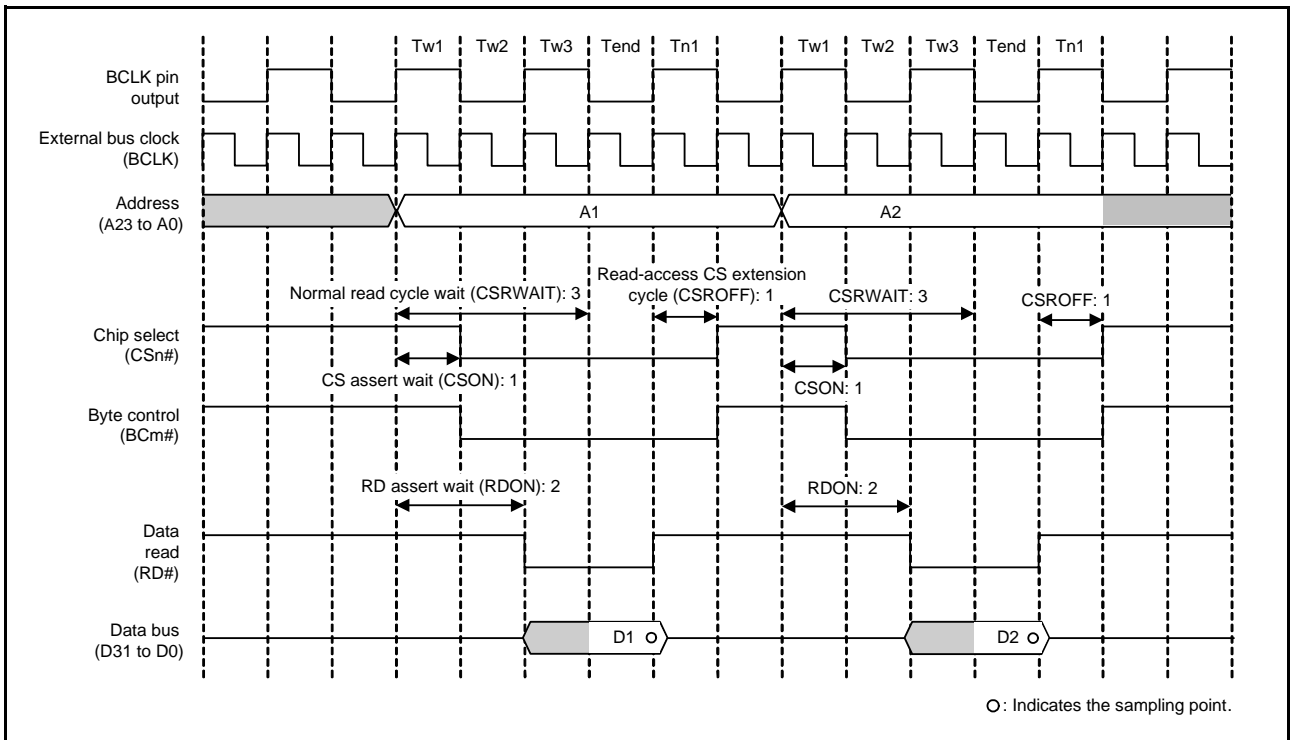 Tw1 Tw2 Tw3 Tend Tn1 Tw1 Tw2 Tw3 Tend Tn1
BCLK pin
output
External bus clock
(BCLK)
Address
(A23 to A0)
A1
A2
Read-access CS extension
cycle (CSROFF): 1
Normal read cycle wait (CSRWAIT): 3
CSRWAIT: 3
CSROFF: 1
Chip select
(CSn#)
CS assert wait (CSON): 1
CSON: 1
Byte control
(BCm#)
RD assert wait (RDON): 2
RDON: 2
Data
read
(RD#)
Data bus
(D31 to D0)
D1
D2
: Indicates the sampling point.